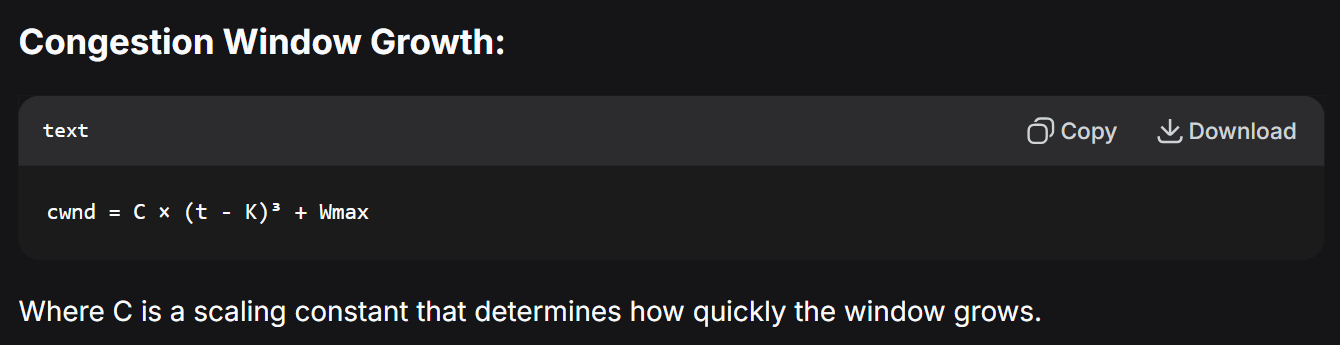 Congestion Window Growth:
text Copy Download
cwnd = C × (t - K)³ + Wmax
Where C is a scaling constant that determines how quickly the window grows.